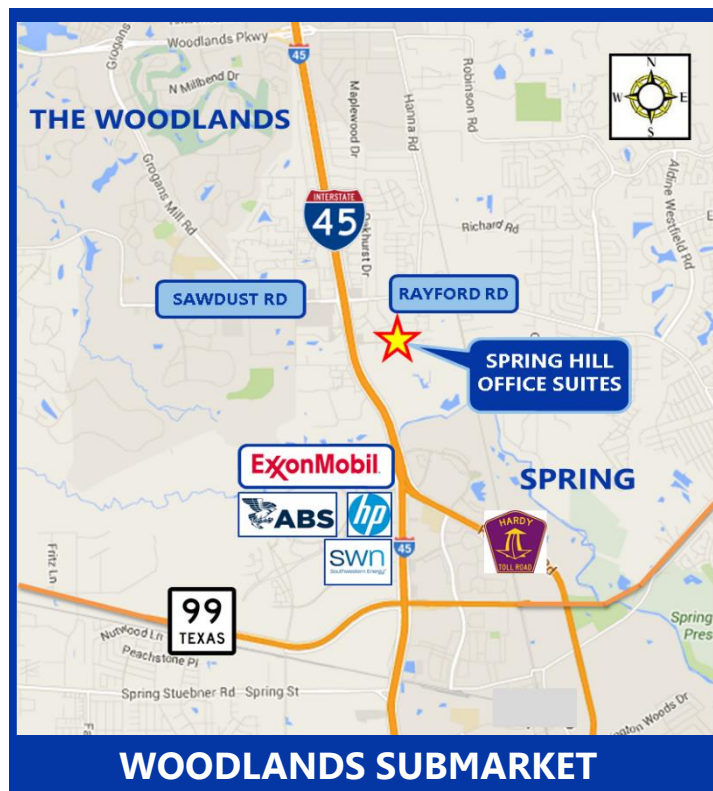 Woodlands Pkwy
45
Grogans
N Millbend Dr
Maplewood Dr
Hanna Rd
Robinson Rd
N
W
E
S
THE WOODLANDS
Grogans Mill Rd
INTERSTATE
45
Richard Rd
Aldine Westfield Rd
SAWDUST RD
RAYFORD RD
SPRING HILL
OFFICE SUITES
ExxonMobil
ABS
hp
SPRING
swn
Southwestern Energy
45
HARDY
TOLL ROAD
Fritz Ln
99
TEXAS
Nutwood Ln
Peachstone Pl
Spring
Pres
Spring Stuebner Rd
Spring St
Woods Dr
WOODLANDS SUBMARKET